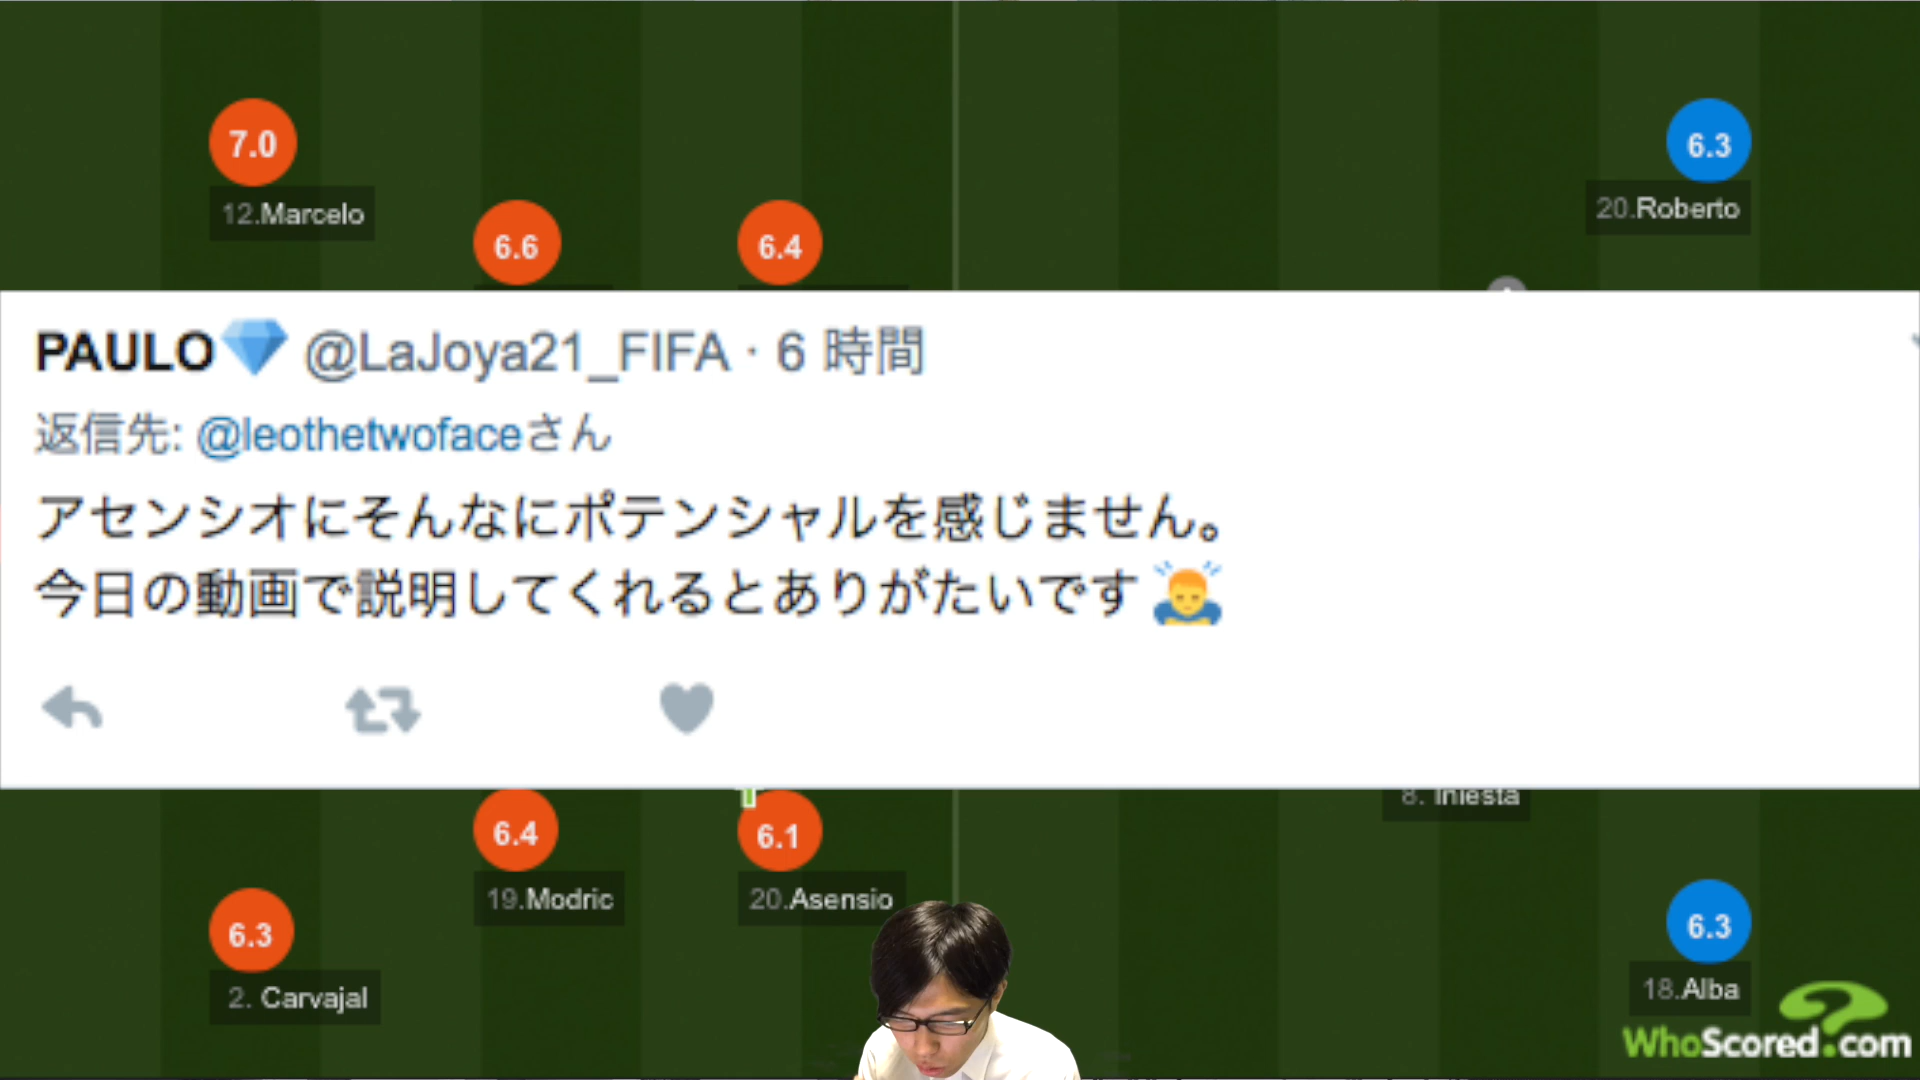 7.0
6.3
12.Marcelo
20.Roberto
6.6
6.4
PAULO💎 @LaJoya21_FIFA · 6 時間
返信先: @leothetwofaceさん
アセンシオにそんなにポテンシャルを感じません。
今日の動画で説明してくれるとありがたいです🙇
8. Iniesta
6.4
6.1
19.Modric
20.Asensio
6.3
6.3
2. Carvajal
18.Alba
WhoScored.com